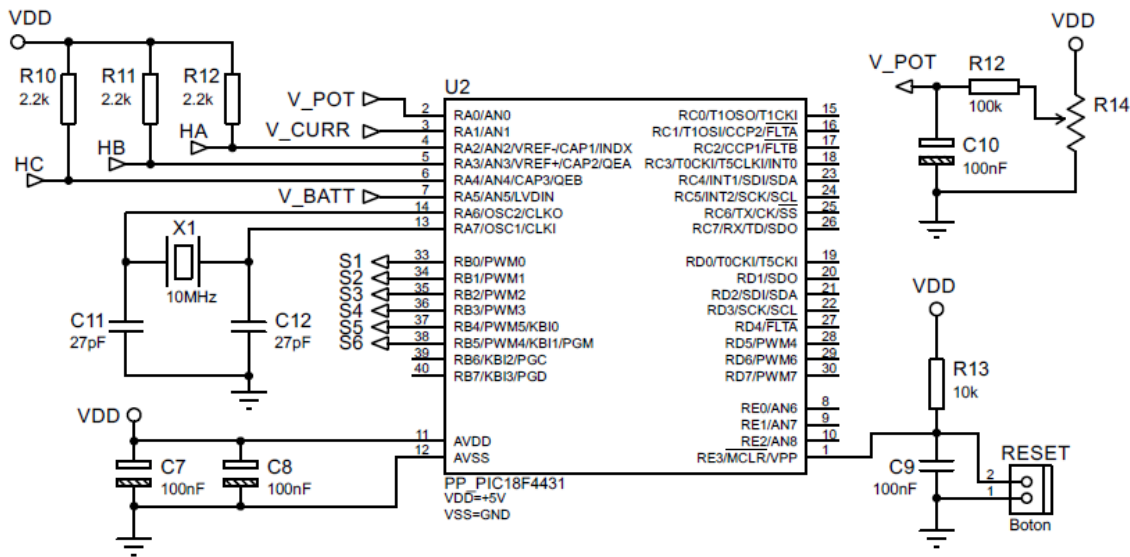 VDD
R10
2.2k
R11
2.2k
R12
2.2k
HA
HB
HC
V_POT
V_CURR
V_BATT
X1
10MHz
C11
27pF
C12
27pF
S1
S2
S3
S4
S5
S6
VDD
C7
100nF
C8
100nF
U2
2 RA0/AN0
3 RA1/AN1
4 RA2/AN2/VREF-/CAP1/INDX
5 RA3/AN3/VREF+/CAP2/QEA
6 RA4/AN4/CAP3/QEB
7 RA5/AN5/LVDIN
14 RA6/OSC2/CLKO
13 RA7/OSC1/CLKI
33 RB0/PWM0
34 RB1/PWM1
35 RB2/PWM2
36 RB3/PWM3
37 RB4/PWM5/KBI0
38 RB5/PWM4/KBI1/PGM
39 RB6/KBI2/PGC
40 RB7/KBI3/PGD
11 AVDD
12 AVSS
RC0/T1OSO/T1CKI 15
RC1/T1OSI/CCP2/FLTA 16
RC2/CCP1/FLTB 17
RC3/T0CKI/T5CLKI/INT0 18
RC4/INT1/SDI/SDA 23
RC5/INT2/SCK/SCL 24
RC6/TX/CK/SS 25
RC7/RX/TD/SDO 26
RD0/T0CKI/T5CKI 19
RD1/SDO 20
RD2/SDI/SDA 21
RD3/SCK/SCL 22
RD4/FLTA 27
RD5/PWM4 28
RD6/PWM6 29
RD7/PWM7 30
RE0/AN6 8
RE1/AN7 9
RE2/AN8 10
RE3/MCLR/VPP 1
PP_PIC18F4431
VDD=+5V
VSS=GND
VDD
V_POT
R12
100k
R14
C10
100nF
VDD
R13
10k
C9
100nF
RESET
2
1
Boton